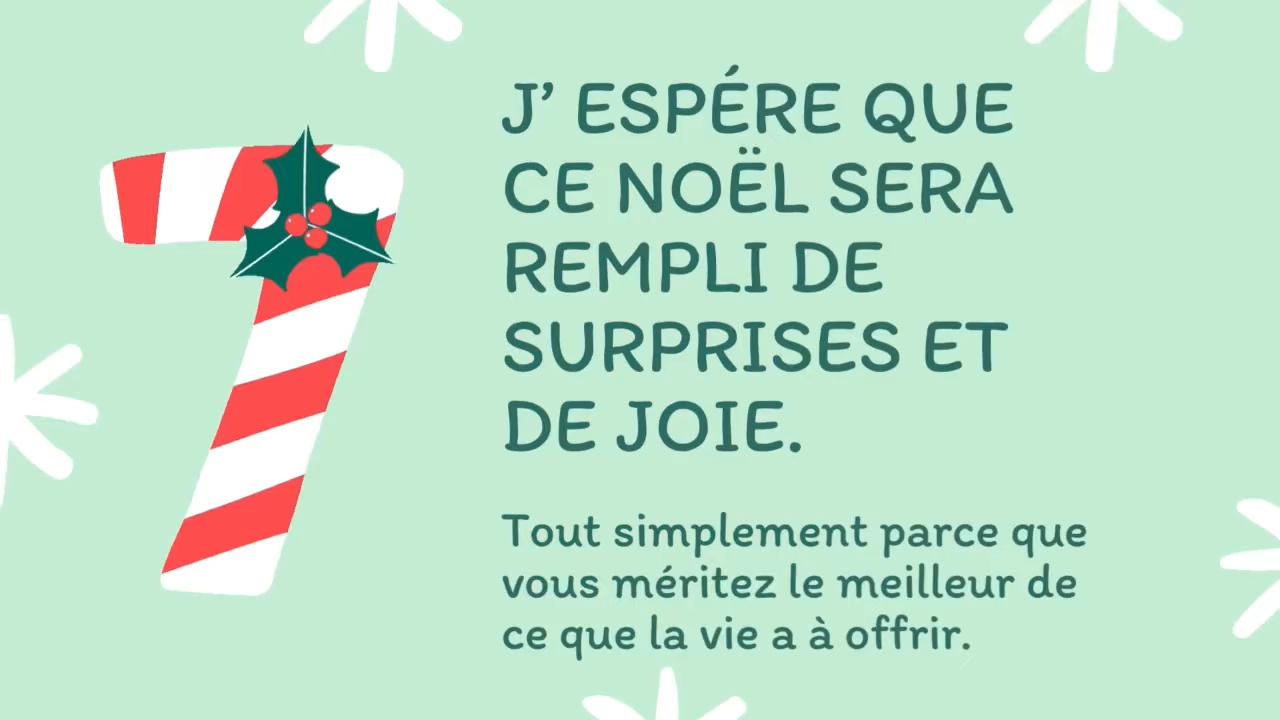 7
J’ ESPÉRE QUE
CE NOËL SERA
REMPLI DE
SURPRISES ET
DE JOIE.
Tout simplement parce que
vous méritez le meilleur de
ce que la vie a à offrir.